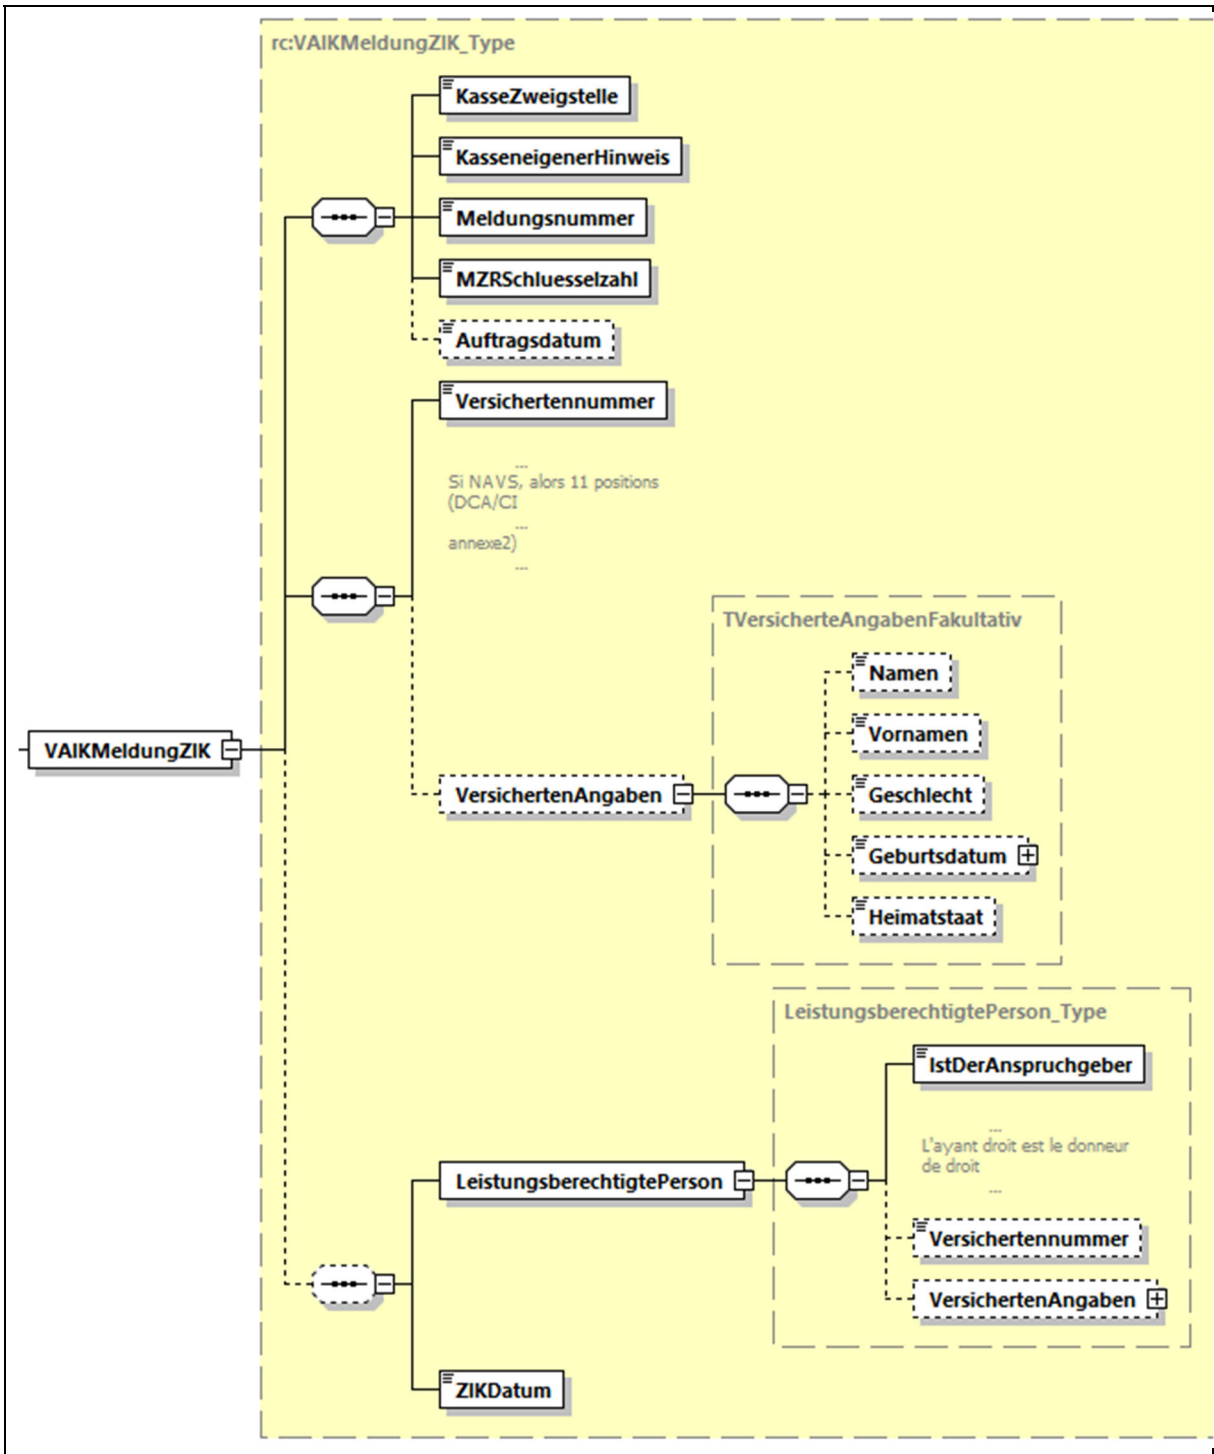 rc:VAIKMeldungZIK_Type
KasseZweigstelle
KasseneigenerHinweis
Meldungsnummer
MZRSchluesselzahl
Auftragsdatum
Versichertennummer
...
Si NAVS, alors 11 positions
(DCA/CI
...
annexe2)
...
TVersicherteAngabenFakultativ
Namen
Vornamen
VAIKMeldungZIK
VersichertenAngaben
Geschlecht
Geburtsdatum
Heimatstaat
LeistungsberechtigtePerson_Type
IstDerAnspruchgeber
...
L'ayant droit est le donneur
de droit
...
LeistungsberechtigtePerson
Versichertennummer
VersichertenAngaben
ZIKDatum